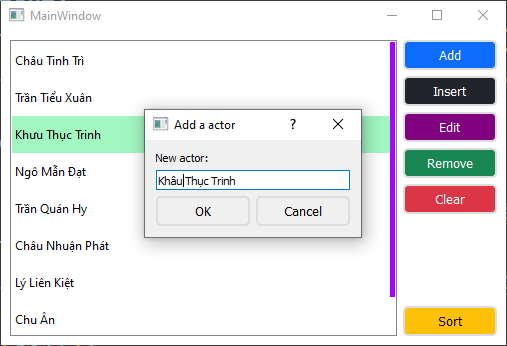 MainWindow
Châu Tinh Trì
Trần Tiểu Xuân
Khưu Thục Trinh
Ngô Mẫn Đạt
Trần Quán Hy
Châu Nhuận Phát
Lý Liên Kiệt
Chu Ân
Add a actor
?
New actor:
Khâu Thục Trinh
OK
Cancel
Add
Insert
Edit
Remove
Clear
Sort